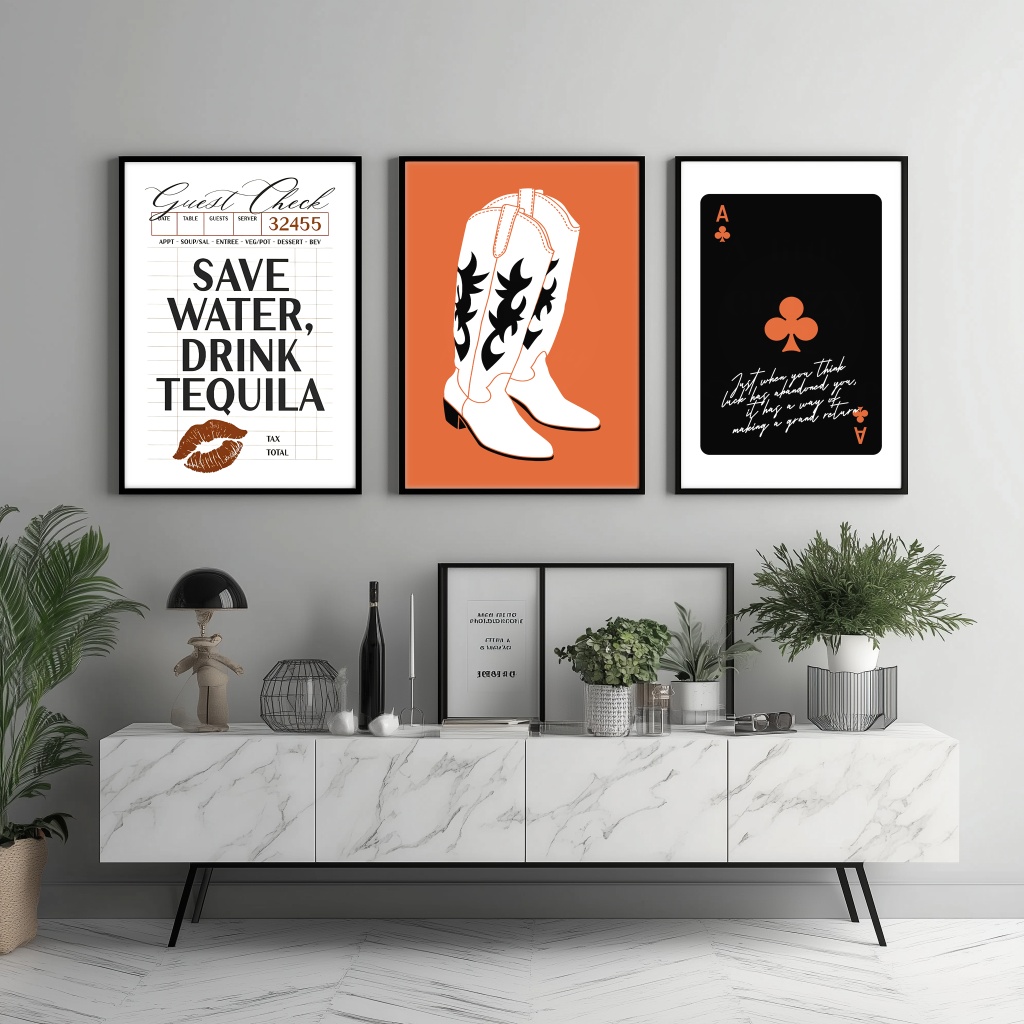 Guest Check
DATE TABLE GUESTS SERVER 32455
APPT - SOUP/SAL - ENTREE - VEG/POT - DESSERT - BEV
SAVE
WATER,
DRINK
TEQUILA
TAX
TOTAL
A
Just when you think
luck has abandoned you,
it has a way of
making a grand return
A